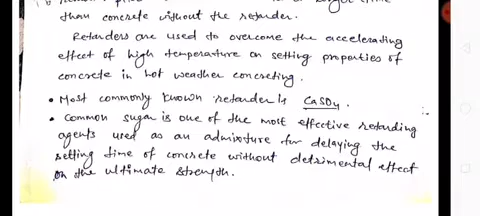 than concrete without the retarder.
Retarders are used to overcome the accelerating
effect of high temperature on setting properties of
concrete in hot weather concreting.
• Most commonly known retarder is CaSO4.
• Common sugar is one of the most effective retarding
agents used as an admixture for delaying the
setting time of concrete without detrimental effect
on the ultimate strength.